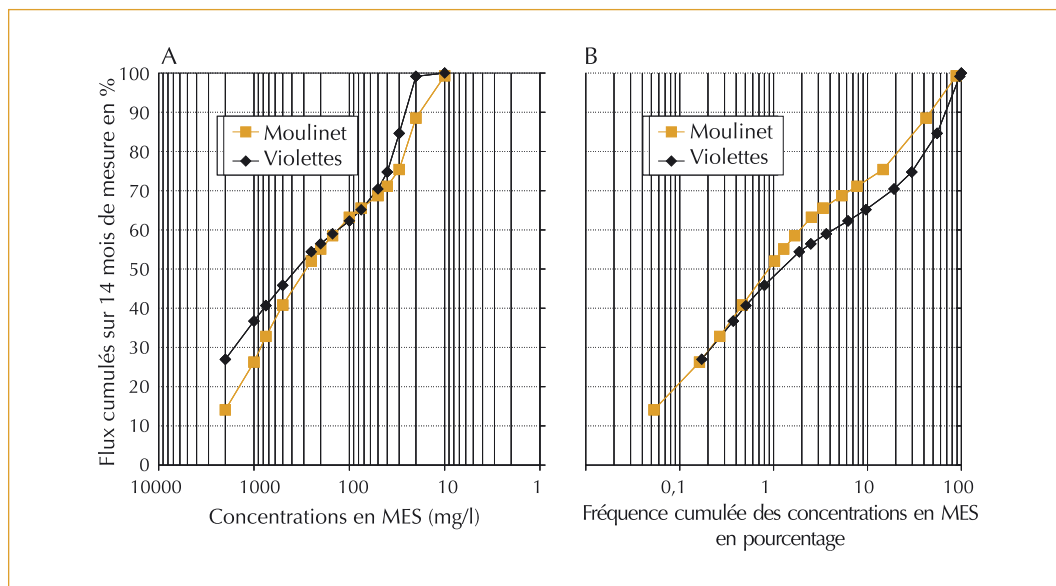 A
B
Flux cumulés sur 14 mois de mesure en %
100
90
80
70
60
50
40
30
20
10
0
Moulinet
Violettes
Moulinet
Violettes
10000 1000 100 10 1
0,1 1 10 100
Concentrations en MES (mg/l)
Fréquence cumulée des concentrations en MES
en pourcentage